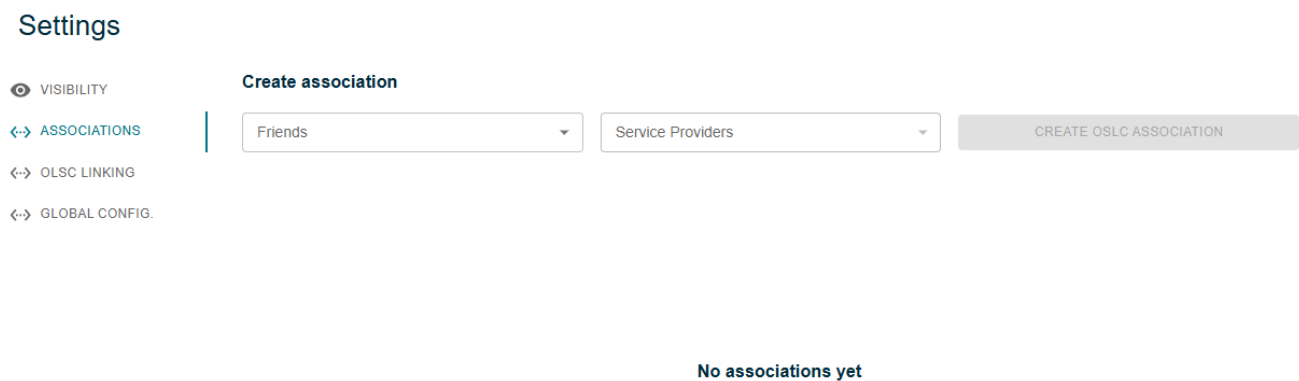 Settings
VISIBILITY
ASSOCIATIONS
OLSC LINKING
GLOBAL CONFIG.
Create association
Friends
Service Providers
CREATE OSLC ASSOCIATION
No associations yet